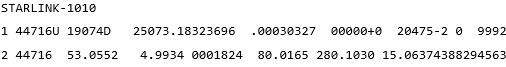 STARLINK-1010
1 44716U 19074D   25073.18323696  .00030327  00000+0  20475-2 0  9992
2 44716  53.0552   4.9934 0001824  80.0165 280.1030 15.06374388294563